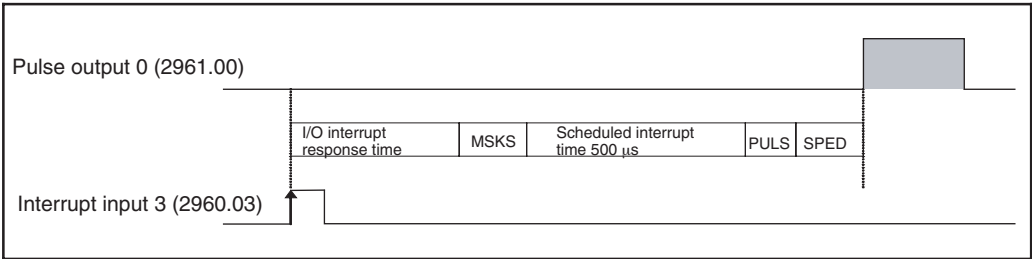 Pulse output 0 (2961.00)
I/O interrupt
response time
MSKS
Scheduled interrupt
time 500 μs
PULS
SPED
Interrupt input 3 (2960.03)